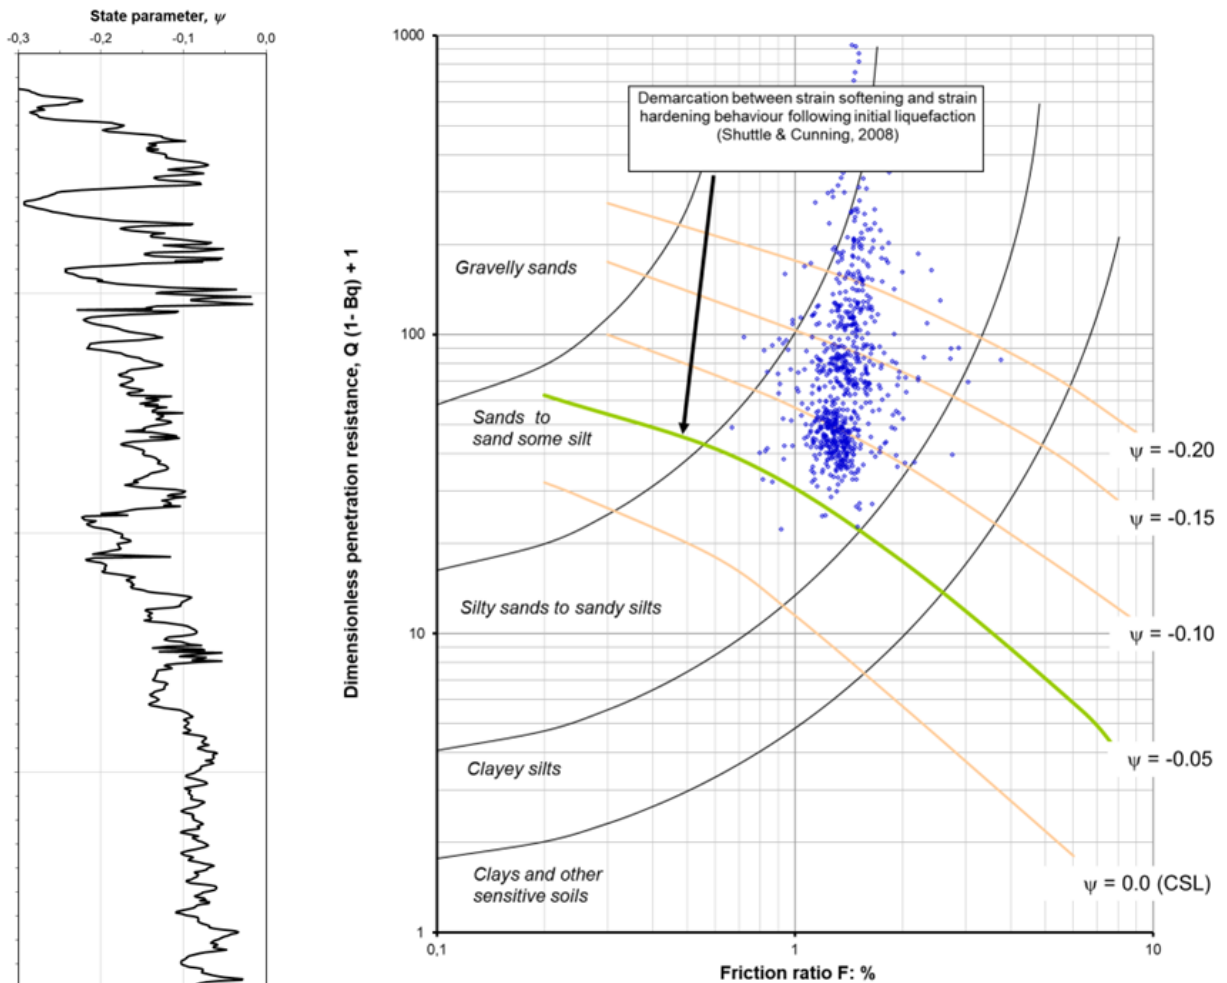 State parameter, ψ
-0,3
-0,2
-0,1
0,0
Dimensionless penetration resistance, Q (1- Bq) + 1
1000
100
10
1
Demarcation between strain softening and strain
hardening behaviour following initial liquefaction
(Shuttle & Cunning, 2008)
Gravelly sands
Sands to
sand some silt
Silty sands to sandy silts
Clayey silts
Clays and other
sensitive soils
ψ = -0.20
ψ = -0.15
ψ = -0.10
ψ = -0.05
ψ = 0.0 (CSL)
0,1
1
10
Friction ratio F: %